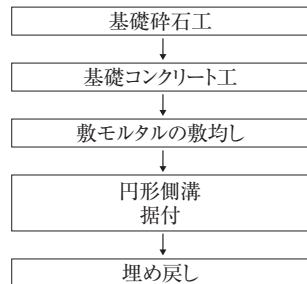 基礎砕石工
基礎コンクリート工
敷モルタルの敷均し
円形側溝
据付
埋め戻し